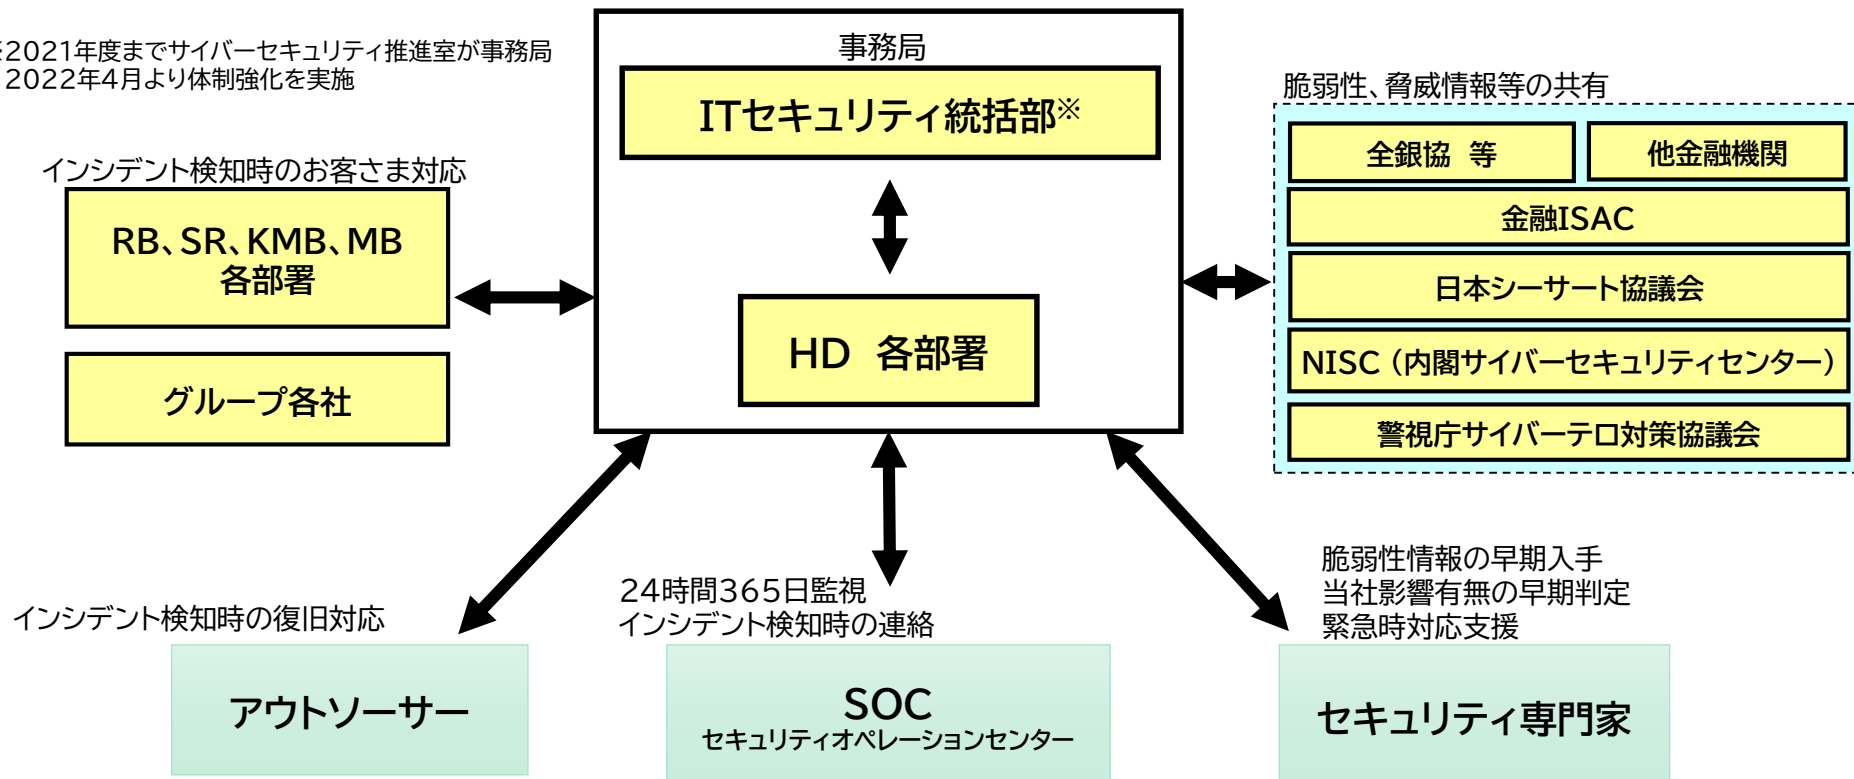 ※2021年度までサイバーセキュリティ推進室が事務局
2022年4月より体制強化を実施
事務局
ITセキュリティ統括部※
HD 各部署
インシデント検知時のお客さま対応
RB、SR、KMB、MB
各部署
グループ各社
脆弱性、脅威情報等の共有
全銀協 等
他金融機関
金融ISAC
日本シーサート協議会
NISC（内閣サイバーセキュリティセンター）
警視庁サイバーテロ対策協議会
インシデント検知時の復旧対応
アウトソーサー
24時間365日監視
インシデント検知時の連絡
SOC
セキュリティオペレーションセンター
脆弱性情報の早期入手
当社影響有無の早期判定
緊急時対応支援
セキュリティ専門家